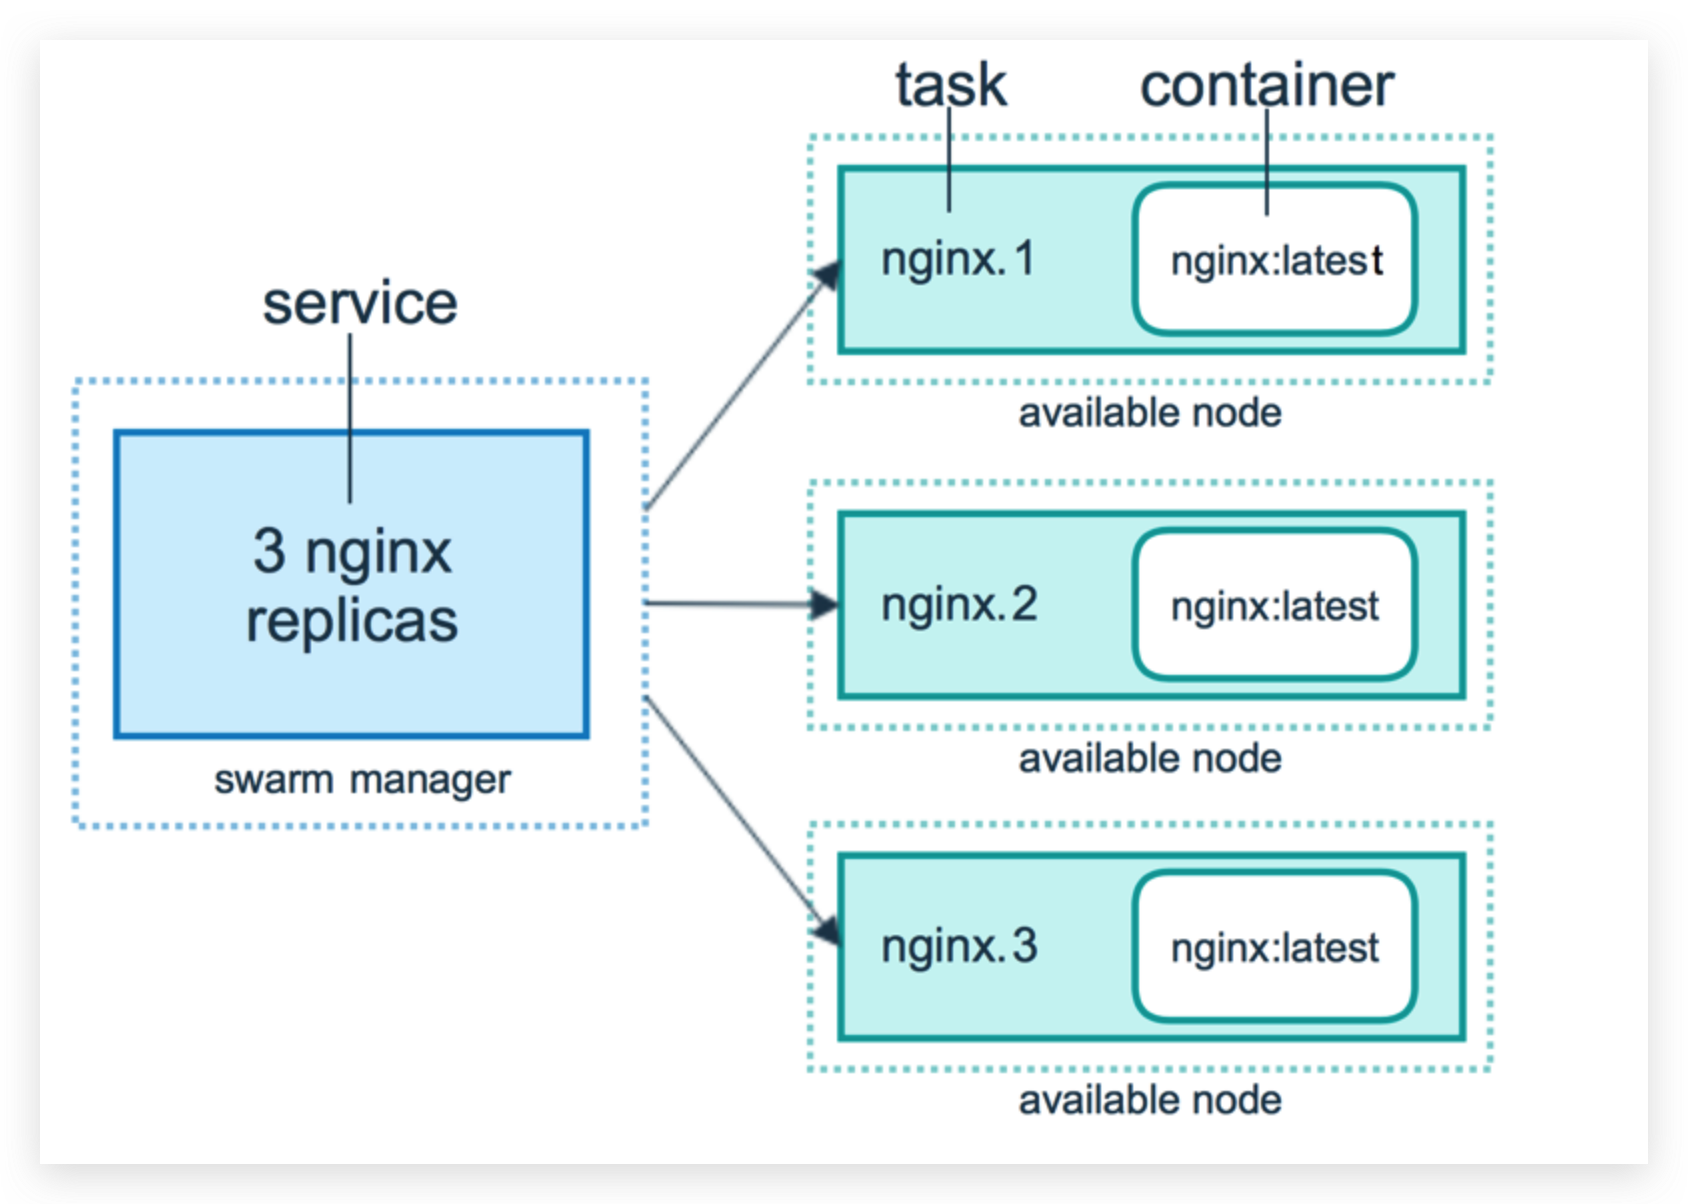 task
container
nginx.1
nginx:latest
available node
service
3 nginx
replicas
swarm manager
nginx.2
nginx:latest
available node
nginx.3
nginx:latest
available node